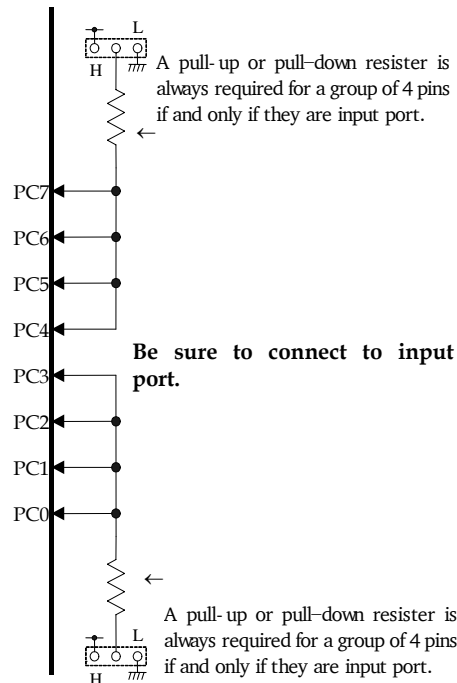 L
H
A pull-up or pull-down resister is
always required for a group of 4 pins
if and only if they are input port.
←
PC7
PC6
PC5
PC4
Be sure to connect to input
port.
PC3
PC2
PC1
PC0
←
A pull-up or pull-down resister is
always required for a group of 4 pins
if and only if they are input port.
L
H